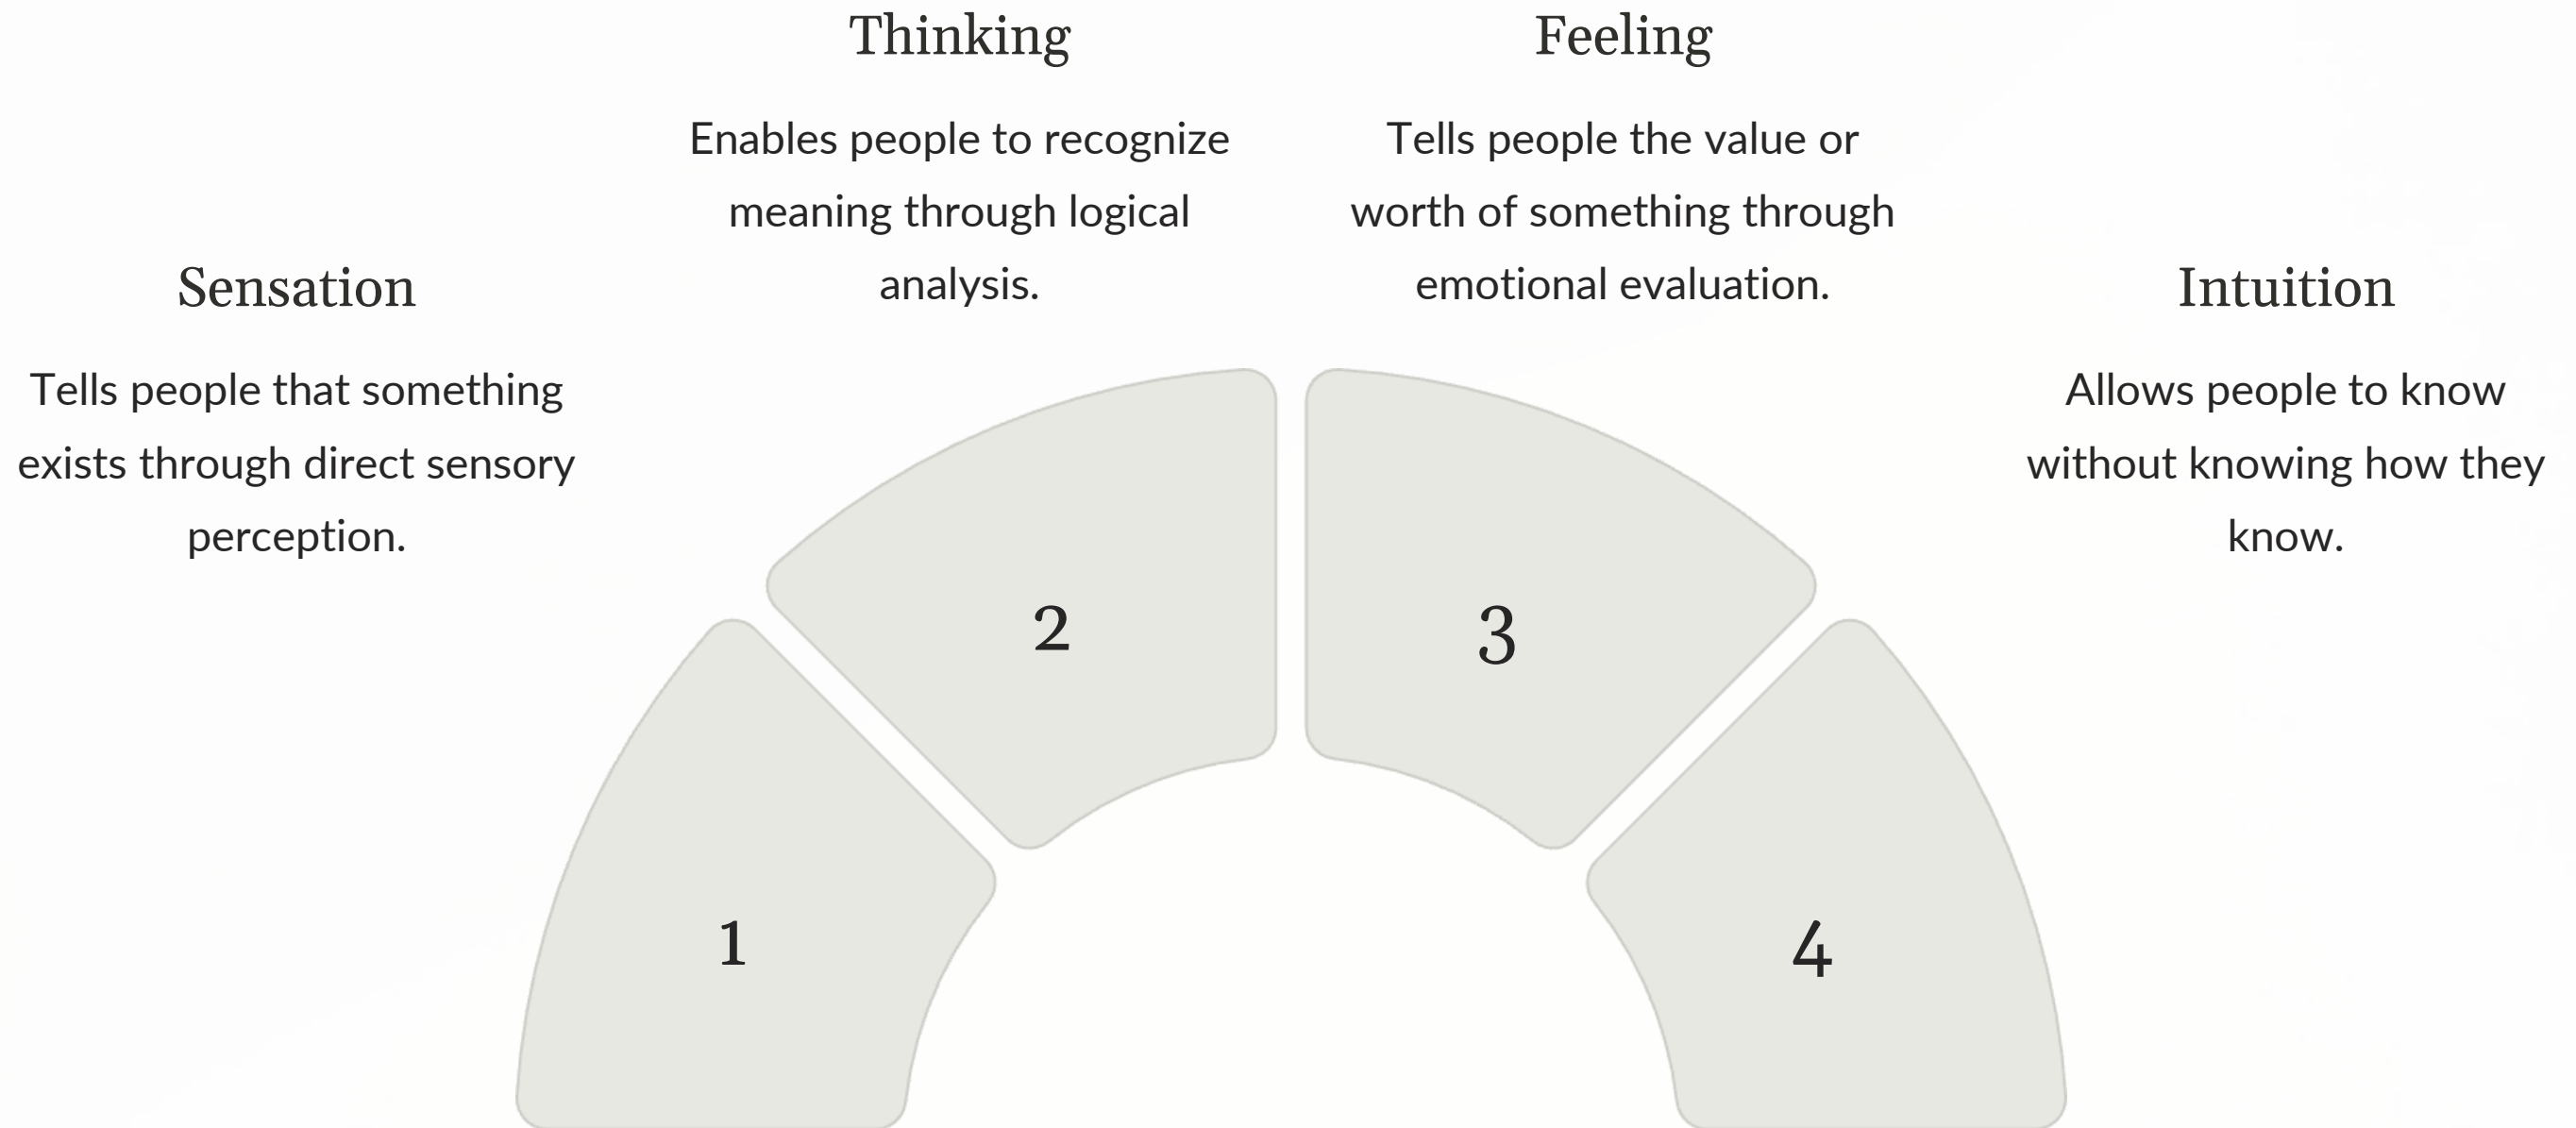 Sensation
Tells people that something
exists through direct sensory
perception.
1
Thinking
Enables people to recognize
meaning through logical
analysis.
2
Feeling
Tells people the value or
worth of something through
emotional evaluation.
3
Intuition
Allows people to know
without knowing how they
know.
4